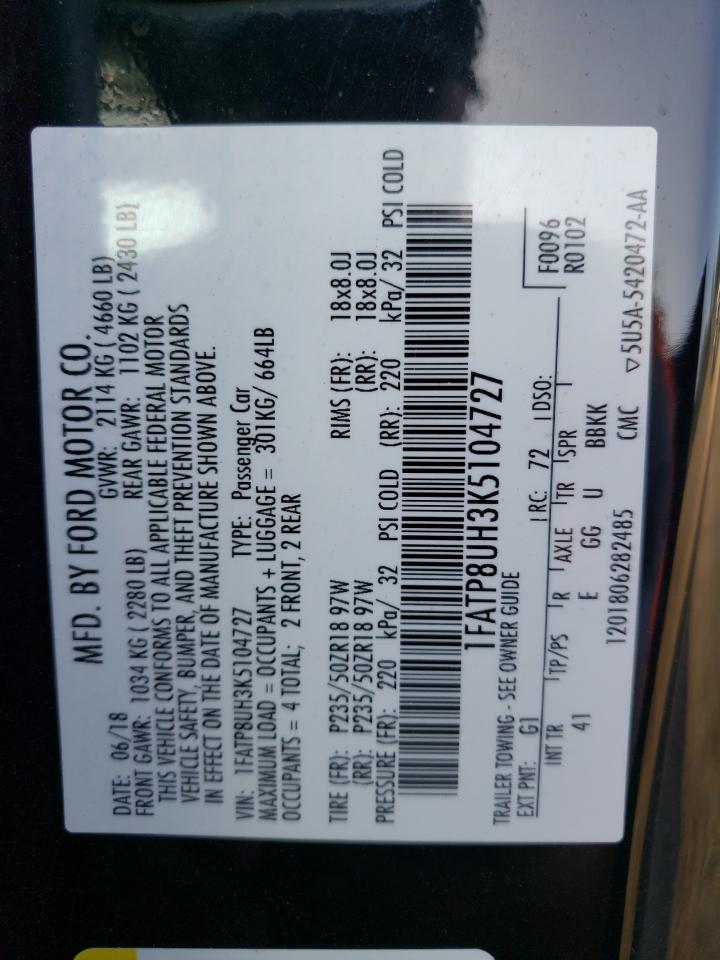 MFD. BY FORD MOTOR CO.
DATE: 06/18 GVWR: 2114 KG ( 4660 LB)
FRONT GAWR: 1034 KG ( 2280 LB) REAR GAWR: 1102 KG ( 2430 LB)
THIS VEHICLE CONFORMS TO ALL APPLICABLE FEDERAL MOTOR
VEHICLE SAFETY, BUMPER, AND THEFT PREVENTION STANDARDS
IN EFFECT ON THE DATE OF MANUFACTURE SHOWN ABOVE.
VIN: 1FATP8UH3K5104727 TYPE: Passenger Car
MAXIMUM LOAD = OCCUPANTS + LUGGAGE = 301KG/ 664LB
OCCUPANTS = 4 TOTAL; 2 FRONT, 2 REAR
TIRE (FR): P235/50ZR18 97W RIMS (FR): 18x8.0J
(RR): P235/50ZR18 97W (RR): 18x8.0J
PRESSURE (FR): 220 kPa/ 32 PSI COLD (RR): 220 kPa/ 32 PSI COLD
1FATP8UH3K5104727
TRAILER TOWING - SEE OWNER GUIDE F0096
EXT PNT: G1 RC: 72 DSO: R0102
INT TR TP/PS R AXLE TR SPR
41 E GG U BBKK
1201806282485 CMC ▽5U5A-5420472-AA